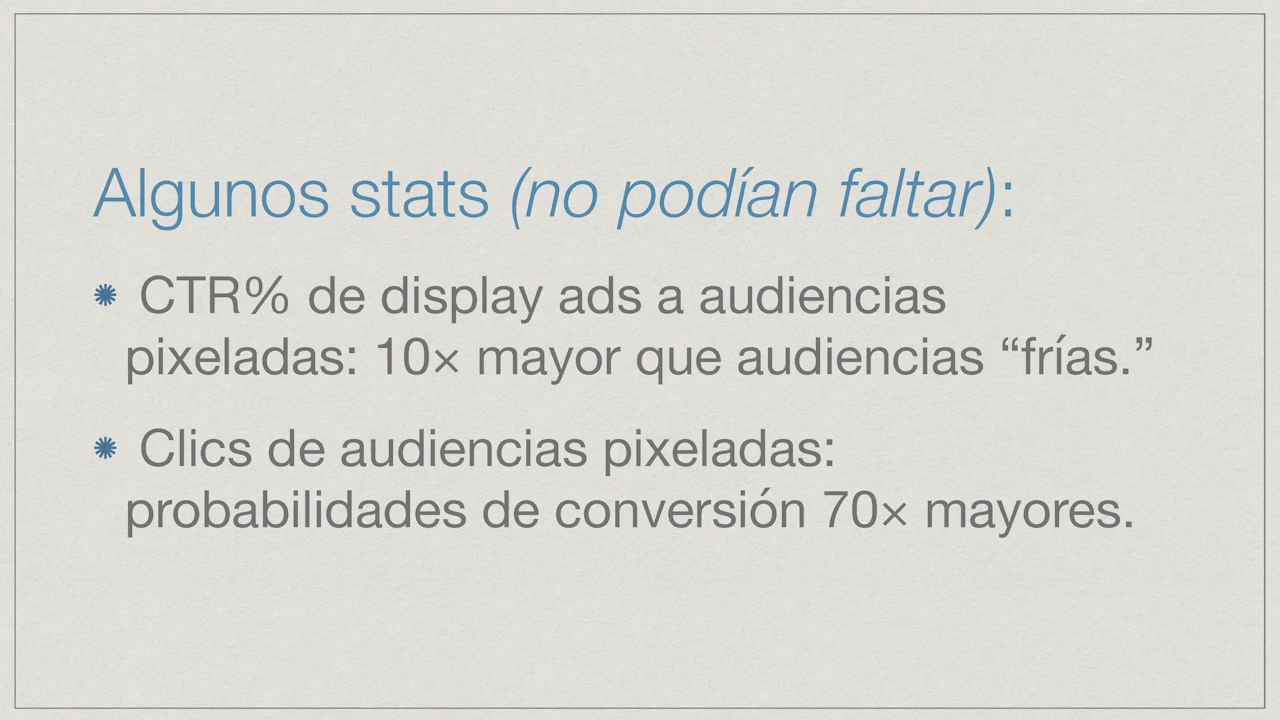 Algunos stats (no podían faltar):
CTR% de display ads a audiencias
pixeladas: 10× mayor que audiencias “frías.”
Clics de audiencias pixeladas:
probabilidades de conversión 70× mayores.